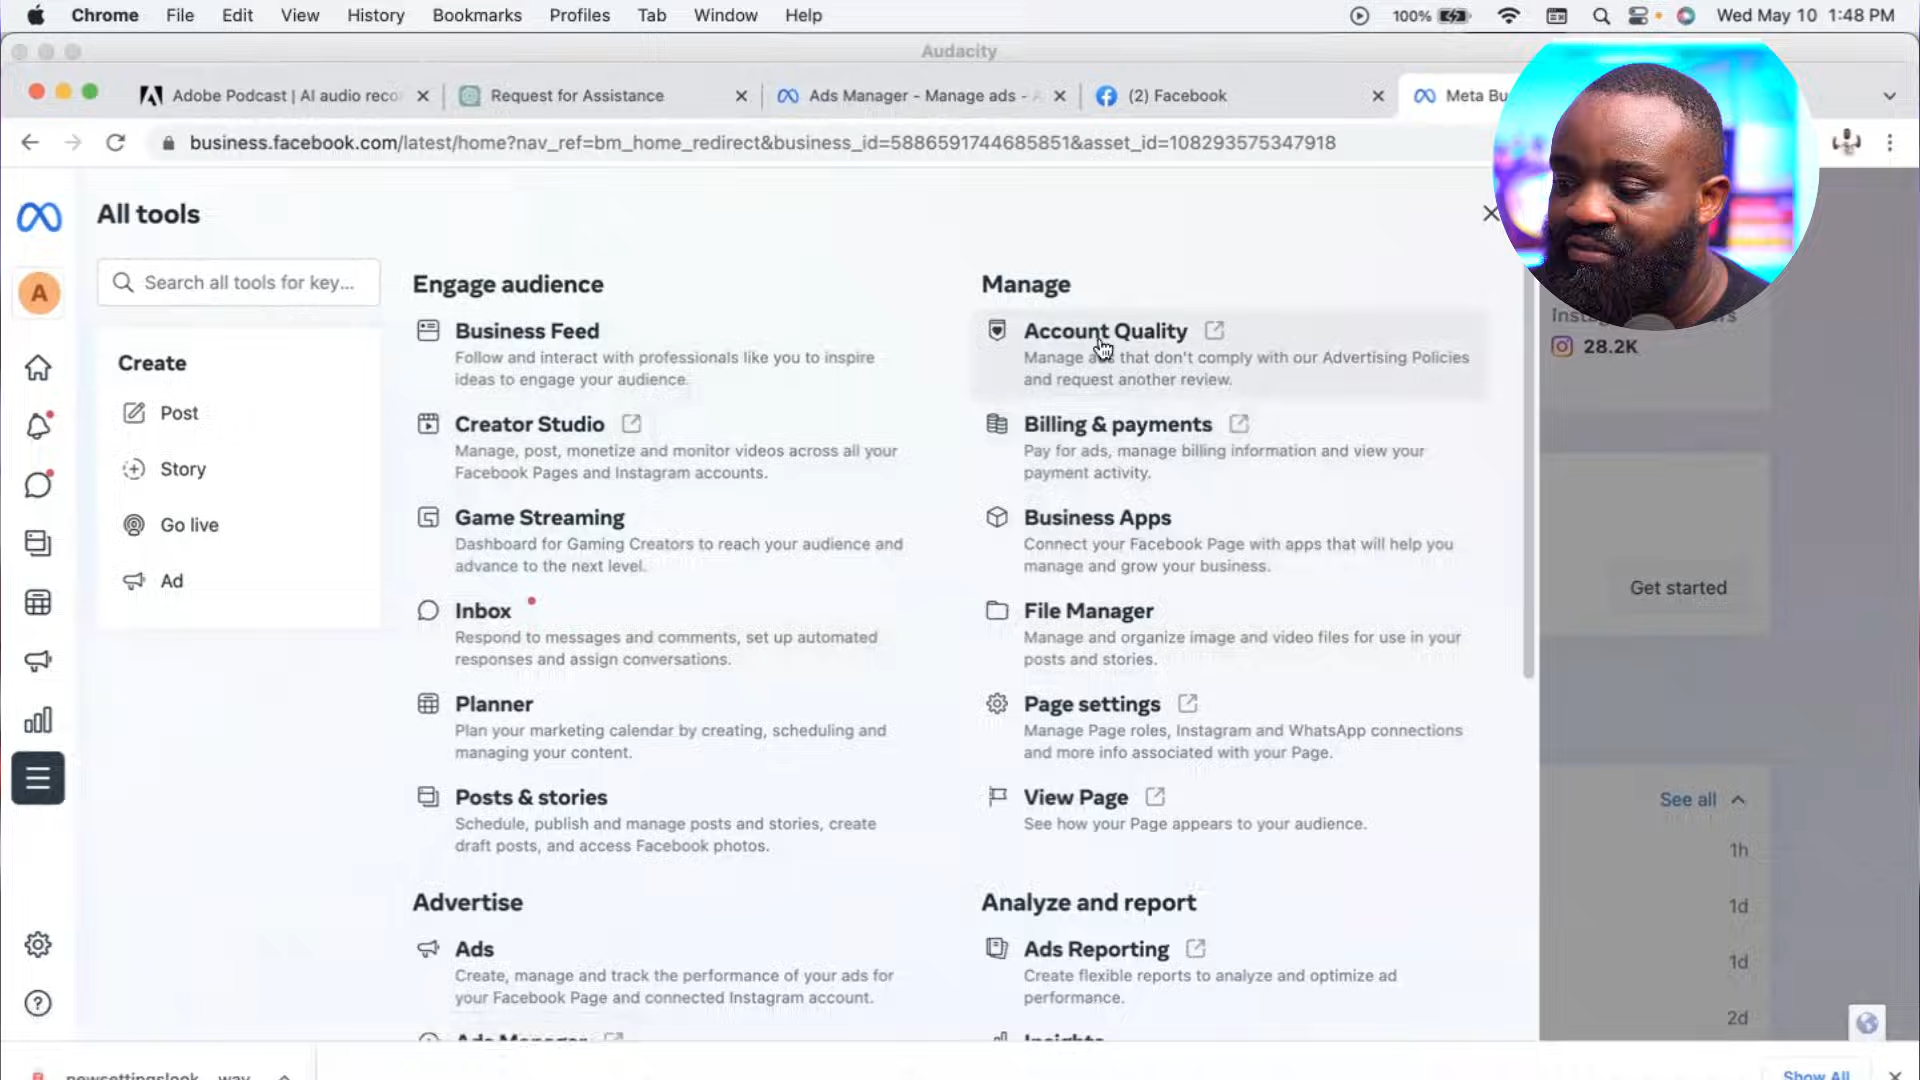 Chrome File Edit View History Bookmarks Profiles Tab Window Help 100% Wed May 10 1:48 PM
Audacity
Adobe Podcast | AI audio reco
Request for Assistance
Ads Manager - Manage ads -
(2) Facebook
Meta Bu
business.facebook.com/latest/home?nav_ref=bm_home_redirect&business_id=5886591744685851&asset_id=108293575347918
All tools
Search all tools for key...
Create
Post
Story
Go live
Ad
A
Engage audience
Business Feed
Follow and interact with professionals like you to inspire
ideas to engage your audience.
Creator Studio
Manage, post, monetize and monitor videos across all your
Facebook Pages and Instagram accounts.
Game Streaming
Dashboard for Gaming Creators to reach your audience and
advance to the next level.
Inbox
Respond to messages and comments, set up automated
responses and assign conversations.
Planner
Plan your marketing calendar by creating, scheduling and
managing your content.
Posts & stories
Schedule, publish and manage posts and stories, create
draft posts, and access Facebook photos.
Advertise
Ads
Create, manage and track the performance of your ads for
your Facebook Page and connected Instagram account.
Ads Manager
Manage
Account Quality
Manage ads that don't comply with our Advertising Policies
and request another review.
Billing & payments
Pay for ads, manage billing information and view your
payment activity.
Business Apps
Connect your Facebook Page with apps that will help you
manage and grow your business.
File Manager
Manage and organize image and video files for use in your
posts and stories.
Page settings
Manage Page roles, Instagram and WhatsApp connections
and more info associated with your Page.
View Page
See how your Page appears to your audience.
Analyze and report
Ads Reporting
Create flexible reports to analyze and optimize ad
performance.
Insights
28.2K
Get started
See all
1h
1d
1d
2d
newsettingslook
Show All